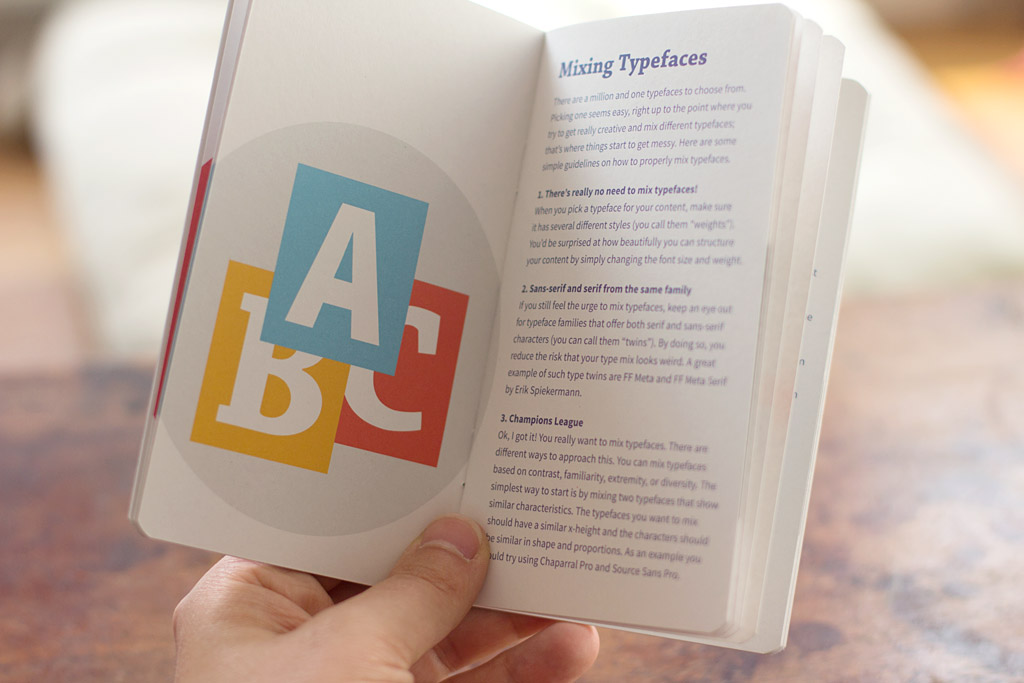 A
B
C
Mixing Typefaces
There are a million and one typefaces to choose from.
Picking one seems easy, right up to the point where you
try to get really creative and mix different typefaces;
that's where things start to get messy. Here are some
simple guidelines on how to properly mix typefaces.
1. There's really no need to mix typefaces!
When you pick a typeface for your content, make sure
it has several different styles (you call them “weights”).
You'd be surprised at how beautifully you can structure
your content by simply changing the font size and weight.
2. Sans-serif and serif from the same family
If you still feel the urge to mix typefaces, keep an eye out
for typeface families that offer both serif and sans-serif
characters (you can call them “twins”). By doing so, you
reduce the risk that your type mix looks weird. A great
example of such type twins are FF Meta and FF Meta Serif
by Erik Spiekermann.
3. Champions League
Ok, I got it! You really want to mix typefaces. There are
different ways to approach this. You can mix typefaces
based on contrast, familiarity, extremity, or diversity. The
simplest way to start is by mixing two typefaces that show
similar characteristics. The typefaces you want to mix
should have a similar x-height and the characters should
be similar in shape and proportions. As an example you
ould try using Chaparral Pro and Source Sans Pro.
t
e
n